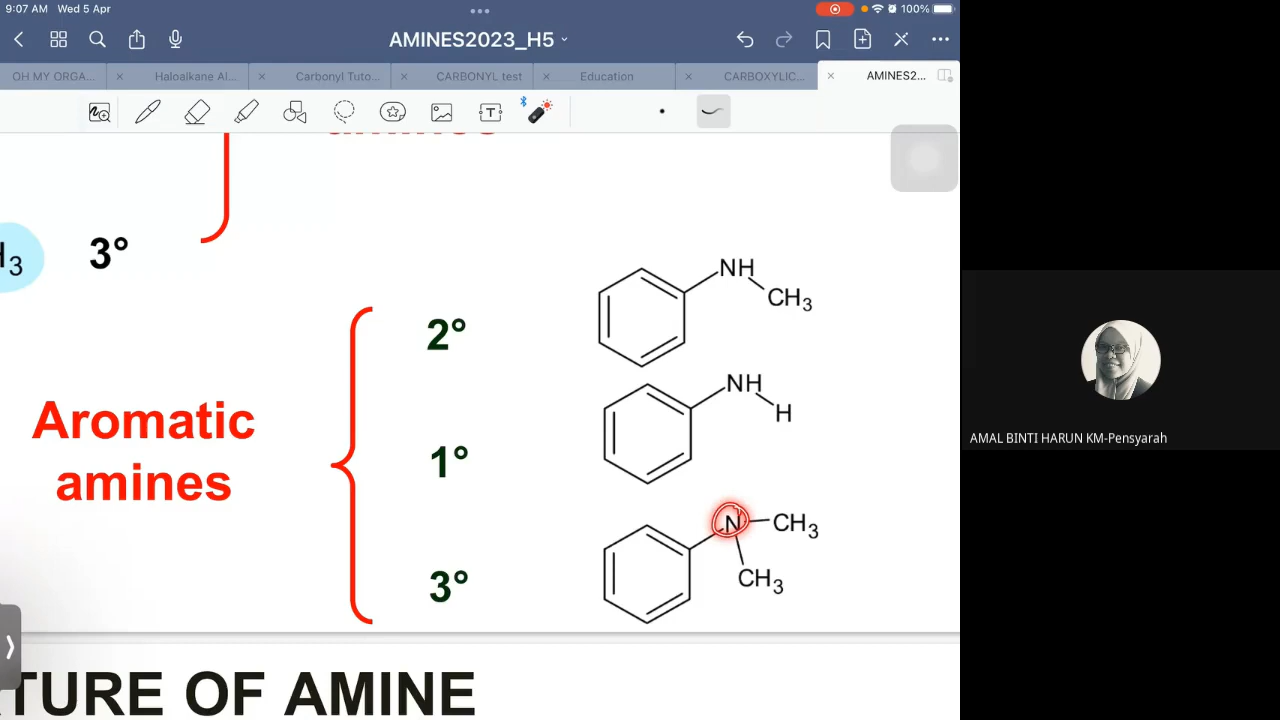 9:07 AM Wed 5 Apr
100%
AMINES2023_H5
OH MY ORGA...
Haloalkane Al...
Carbonyl Tuto...
CARBONYL test
Education
CARBOXYLIC...
AMINES2...
T
H3
3°
NH
CH3
2°
Aromatic
amines
NH
H
1°
N
CH3
CH3
3°
TURE OF AMINE
AMAL BINTI HARUN KM-Pensyarah